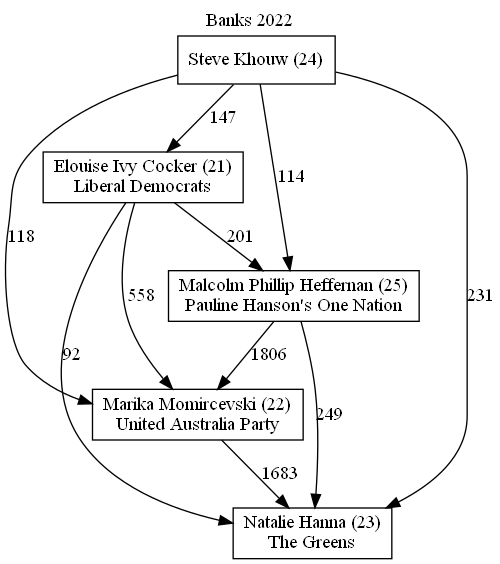 Banks 2022
Steve Khouw (24)
147
Elouise Ivy Cocker (21)
Liberal Democrats
114
118
201
231
Malcolm Phillip Heffernan (25)
Pauline Hanson's One Nation
558
92
1806
Marika Momircevski (22)
United Australia Party
249
1683
Natalie Hanna (23)
The Greens